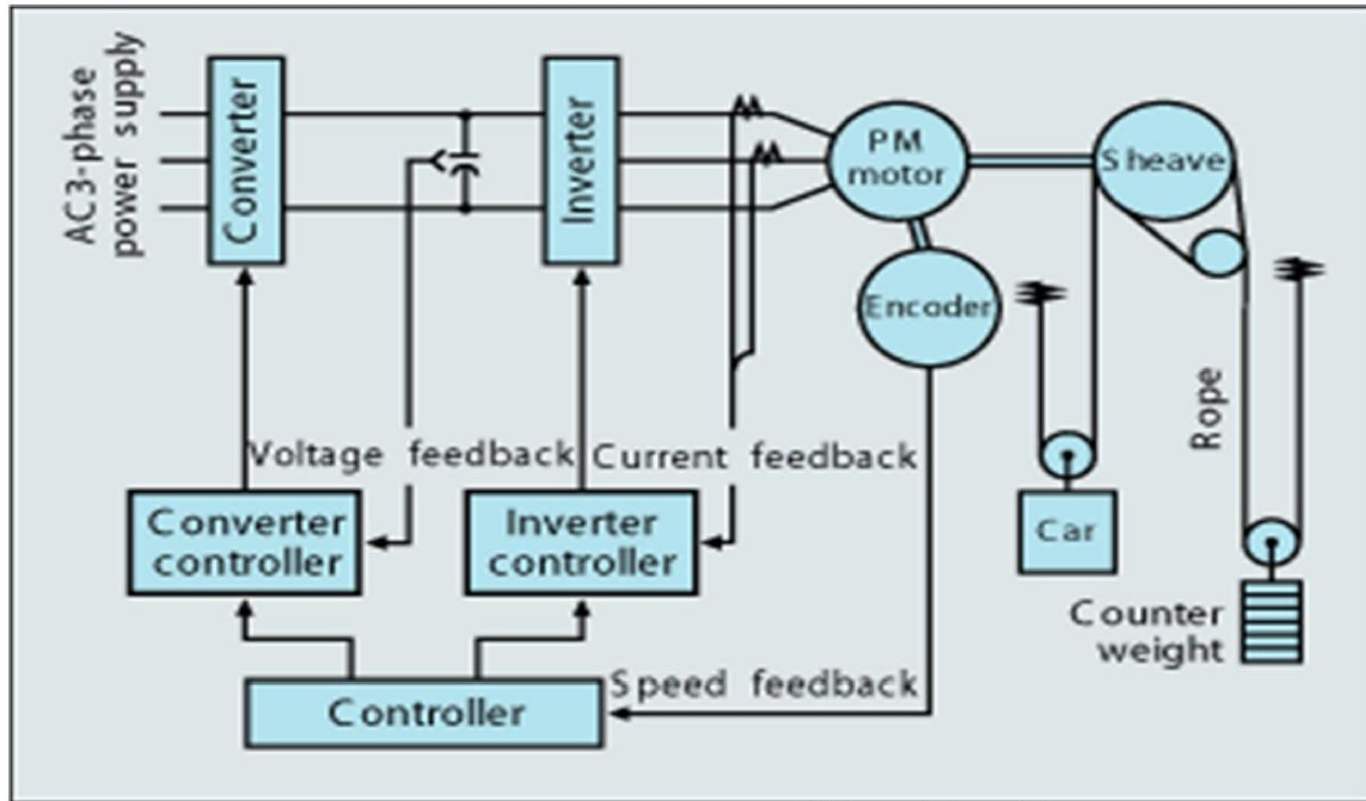 AC3-phase
power supply
Converter
Inverter
PM
motor
Sheave
Encoder
Rope
Voltage feedback
Current feedback
Converter
controller
Inverter
controller
Car
Counter
weight
Speed feedback
Controller